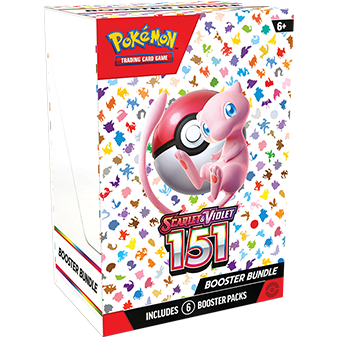 POKÉMON
TRADING CARD GAME
6+
SCARLET & VIOLET
151
BOOSTER BUNDLE
INCLUDES 6 BOOSTER PACKS
BOOSTER BUNDLE